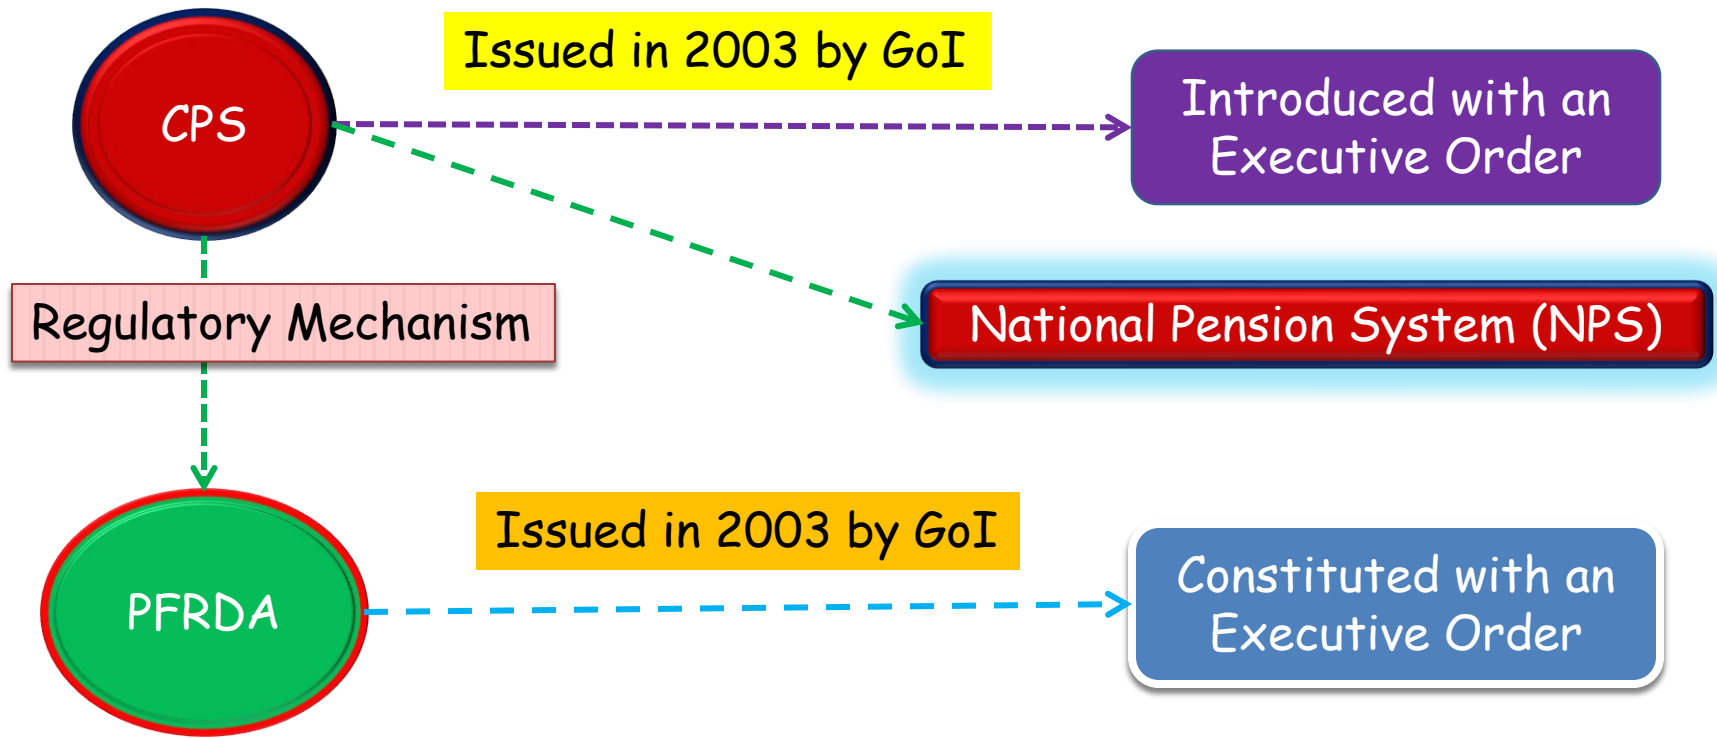 Issued in 2003 by GoI
CPS
Introduced with an
Executive Order
Regulatory Mechanism
National Pension System (NPS)
Issued in 2003 by GoI
PFRDA
Constituted with an
Executive Order